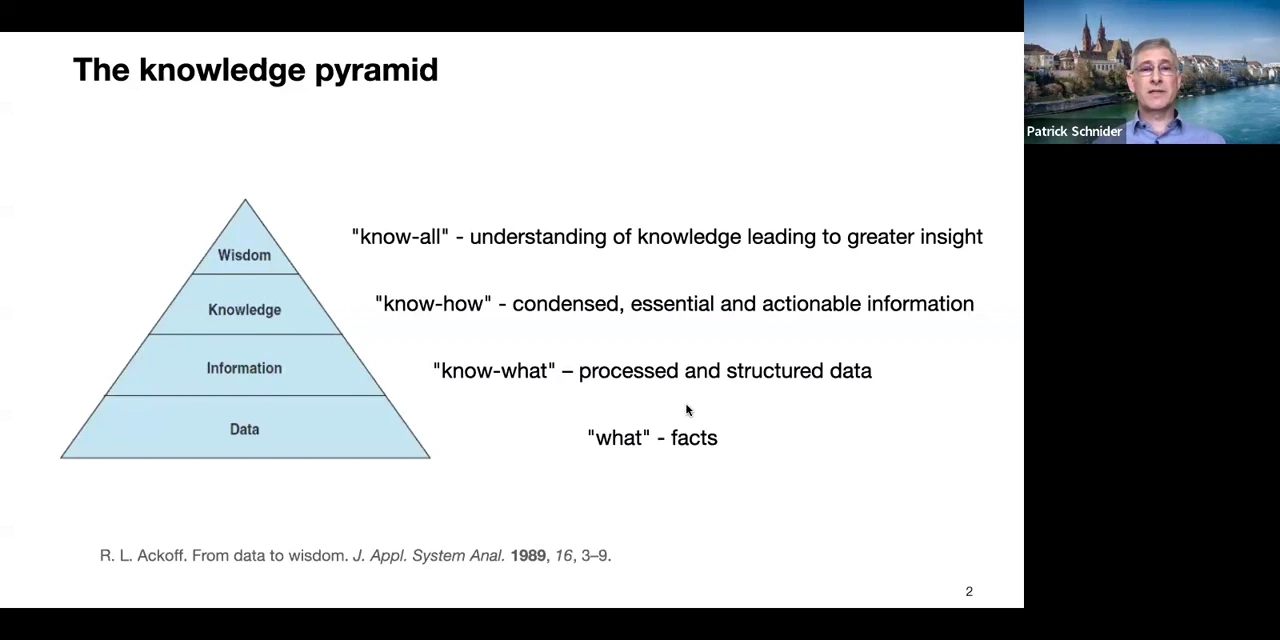 The knowledge pyramid
Patrick Schnider
Wisdom
"know-all" - understanding of knowledge leading to greater insight
Knowledge
"know-how" - condensed, essential and actionable information
Information
"know-what" – processed and structured data
Data
"what" - facts
R. L. Ackoff. From data to wisdom. J. Appl. System Anal. 1989, 16, 3–9.
2